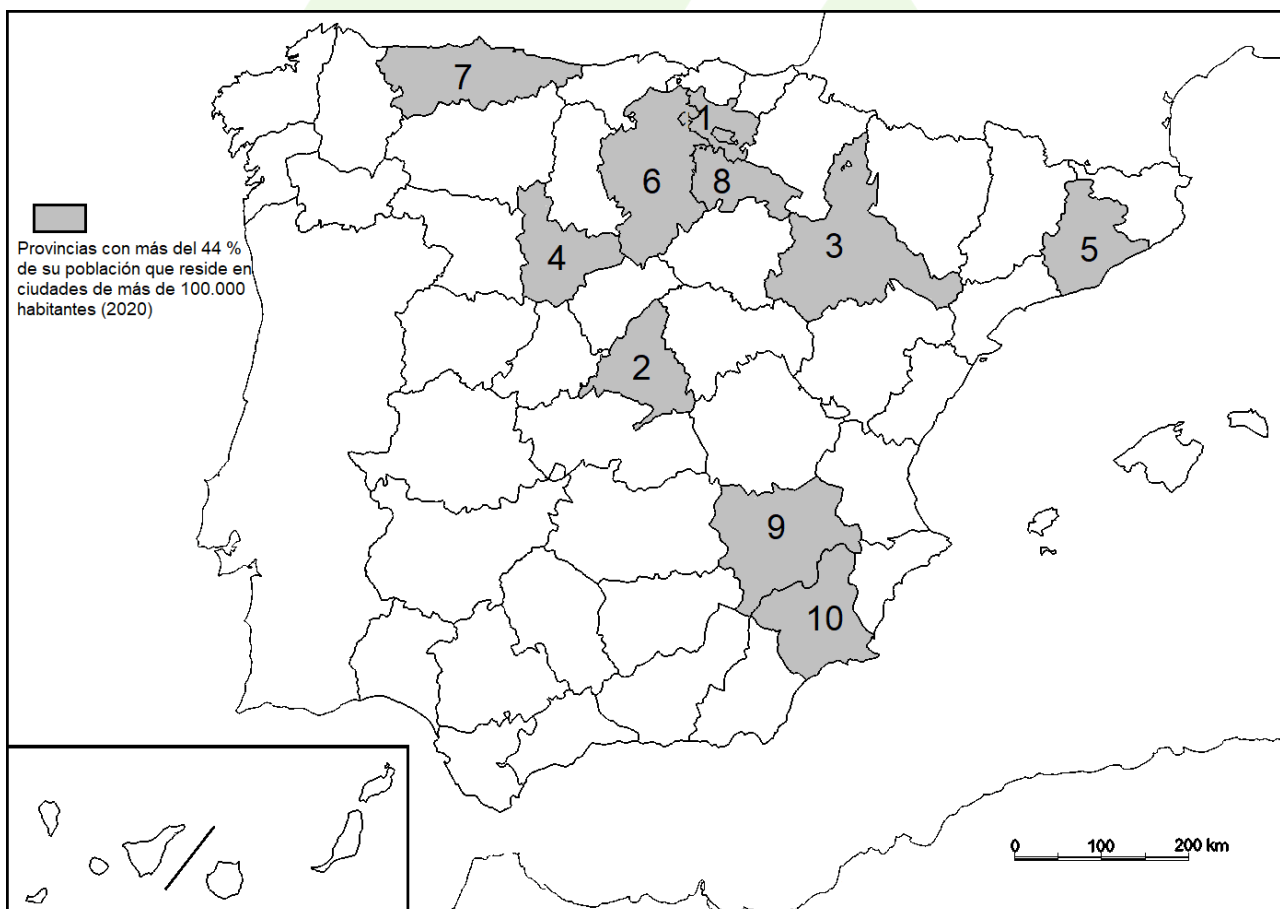 7
1
6
8
Provincias con más del 44 %
de su población que reside en
ciudades de más de 100.000
habitantes (2020)
3
5
4
2
9
10
0 100 200 km